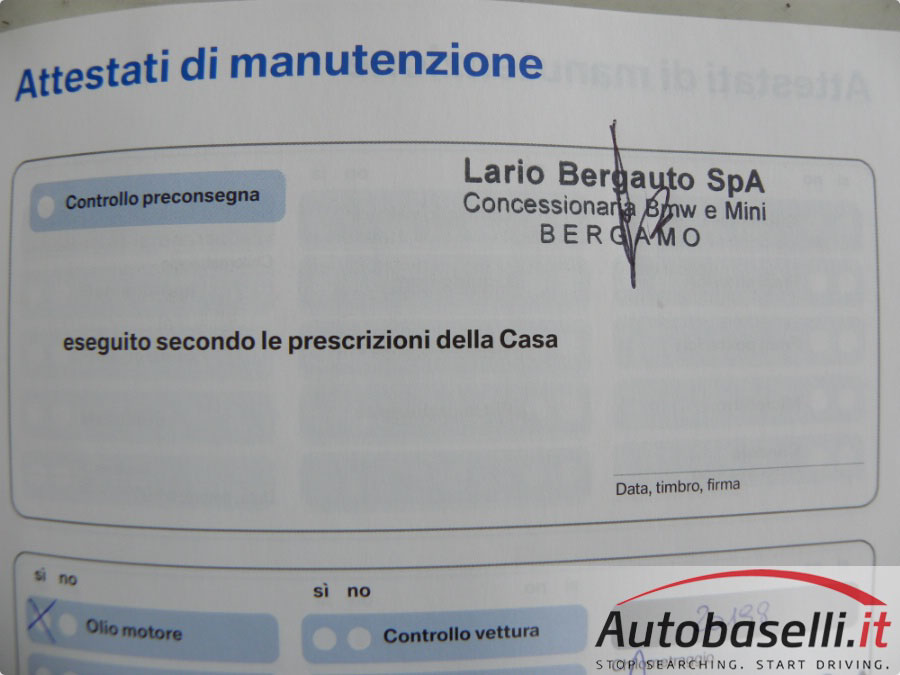 Attestati di manutenzione
Controllo preconsegna
Lario Bergauto SpA
Concessionaria Bmw e Mini
BERGAMO
eseguito secondo le prescrizioni della Casa
Data, timbro, firma
sì no
sì no
Olio motore
Controllo vettura
Autobaselli.it
STOP SEARCHING. START DRIVING.